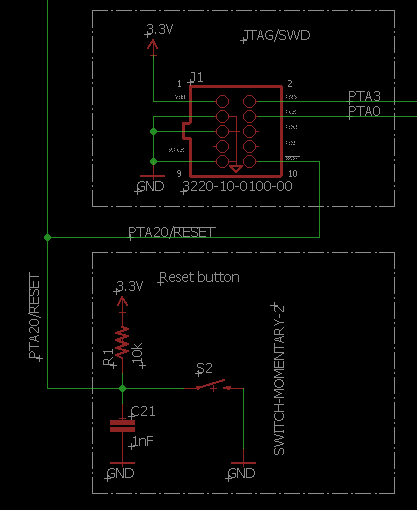 3.3V
JTAG/SWD
J1
1
2
PTA3
PTA0
GND
9
10
3220-10-0100-00
PTA20/RESET
3.3V
Reset button
PTA20/RESET
R1
10K
S2
SWITCH-MOMENTARY-2
C21
1nF
GND
GND